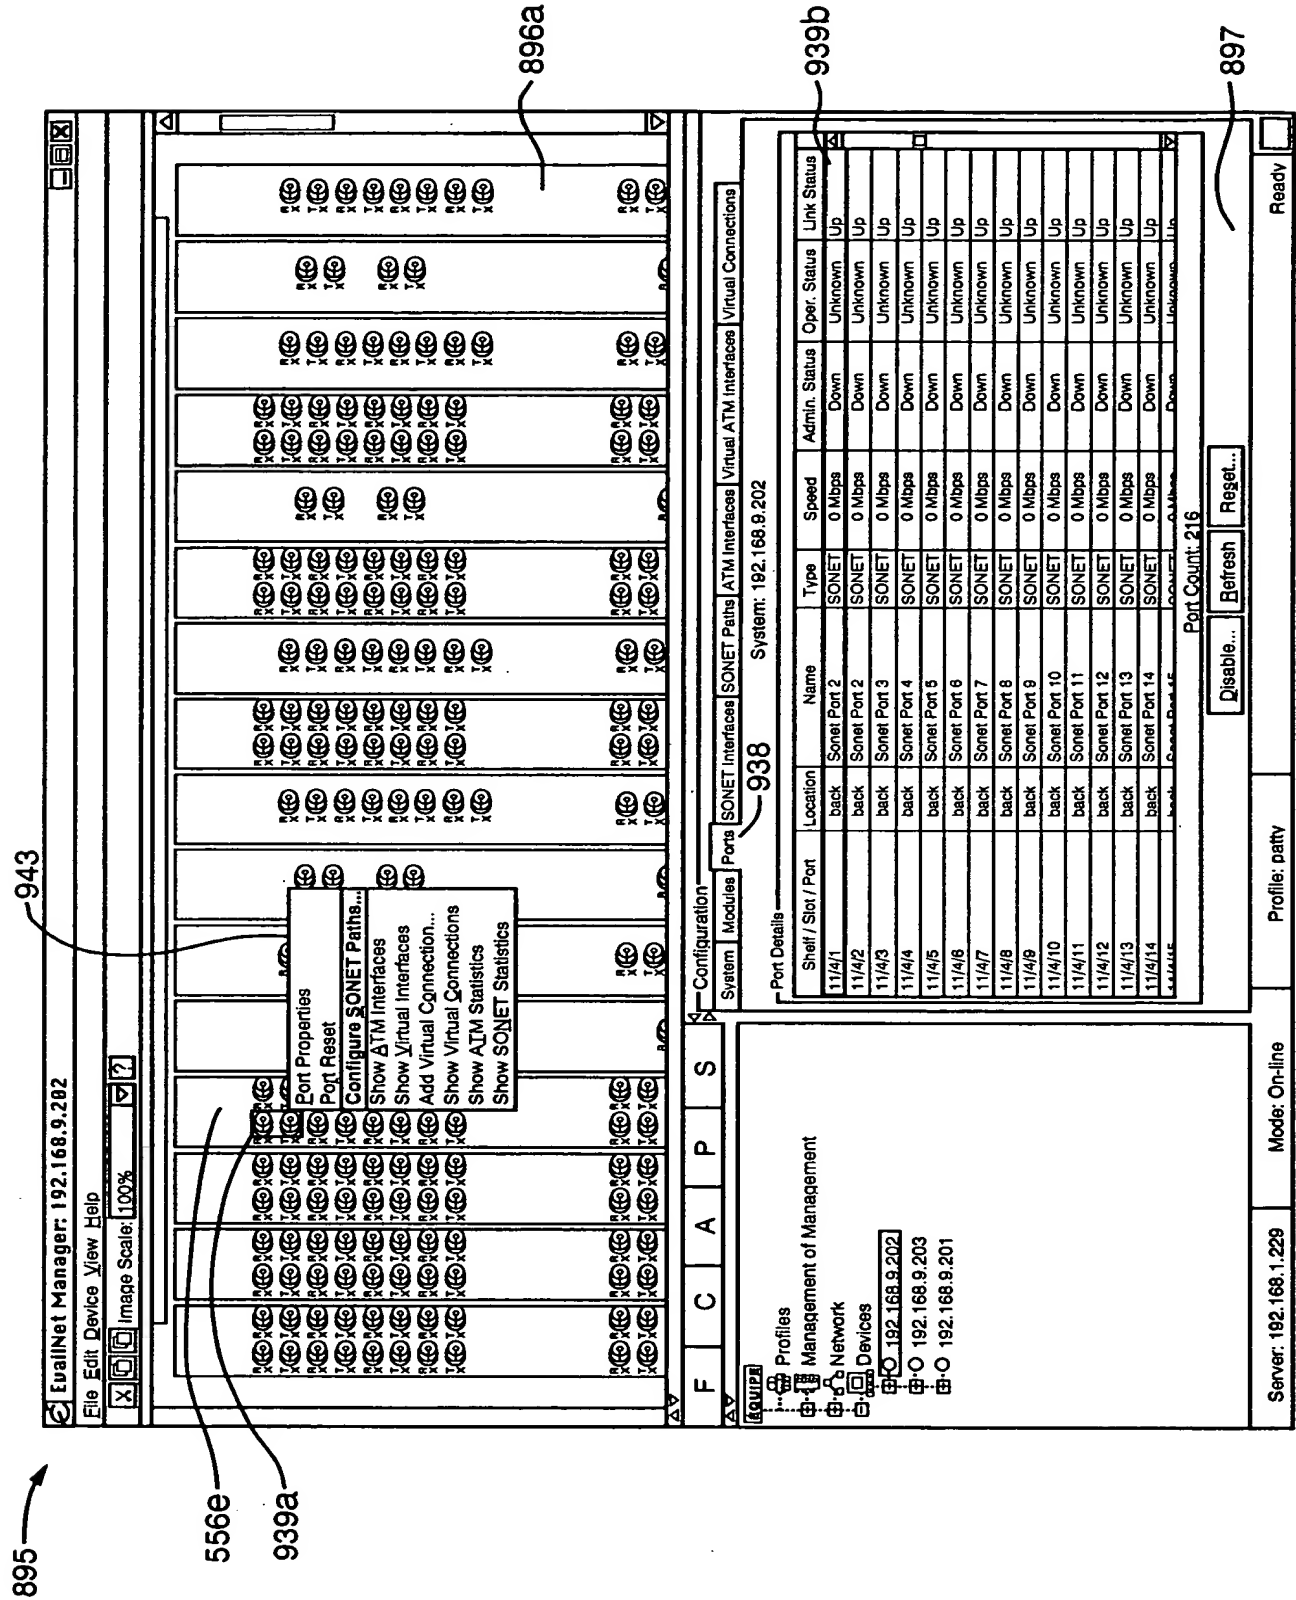 895
EvallNet Manager: 192.168.9.202
File Edit Device View Help
Image Scale: 100%
943
896a
556e
939a
Port Properties
Port Reset
Configure SONET Paths...
Show ATM Interfaces
Show Virtual Interfaces
Add Virtual Connection...
Show Virtual Connections
Show ATM Statistics
Show SONET Statistics
F C A P S
EQUIPE
Profiles
Management of Management
Network
Devices
192.168.9.202
192.168.9.203
192.168.9.201
Configuration
System Modules Ports SONET Interfaces SONET Paths ATM Interfaces Virtual ATM Interfaces Virtual Connections
938
System: 192.168.9.202
939b
Port Details
Shelf / Slot / Port Location Name Type Speed Admin. Status Oper. Status Link Status
11/4/1 back Sonet Port 2 SONET 0 Mbps Down Unknown Up
11/4/2 back Sonet Port 2 SONET 0 Mbps Down Unknown Up
11/4/3 back Sonet Port 3 SONET 0 Mbps Down Unknown Up
11/4/4 back Sonet Port 4 SONET 0 Mbps Down Unknown Up
11/4/5 back Sonet Port 5 SONET 0 Mbps Down Unknown Up
11/4/6 back Sonet Port 6 SONET 0 Mbps Down Unknown Up
11/4/7 back Sonet Port 7 SONET 0 Mbps Down Unknown Up
11/4/8 back Sonet Port 8 SONET 0 Mbps Down Unknown Up
11/4/9 back Sonet Port 9 SONET 0 Mbps Down Unknown Up
11/4/10 back Sonet Port 10 SONET 0 Mbps Down Unknown Up
11/4/11 back Sonet Port 11 SONET 0 Mbps Down Unknown Up
11/4/12 back Sonet Port 12 SONET 0 Mbps Down Unknown Up
11/4/13 back Sonet Port 13 SONET 0 Mbps Down Unknown Up
11/4/14 back Sonet Port 14 SONET 0 Mbps Down Unknown Up
Port Count: 216
Disable... Refresh Reset...
897
Server: 192.168.1.229 Mode: On-line Profile: patty Ready